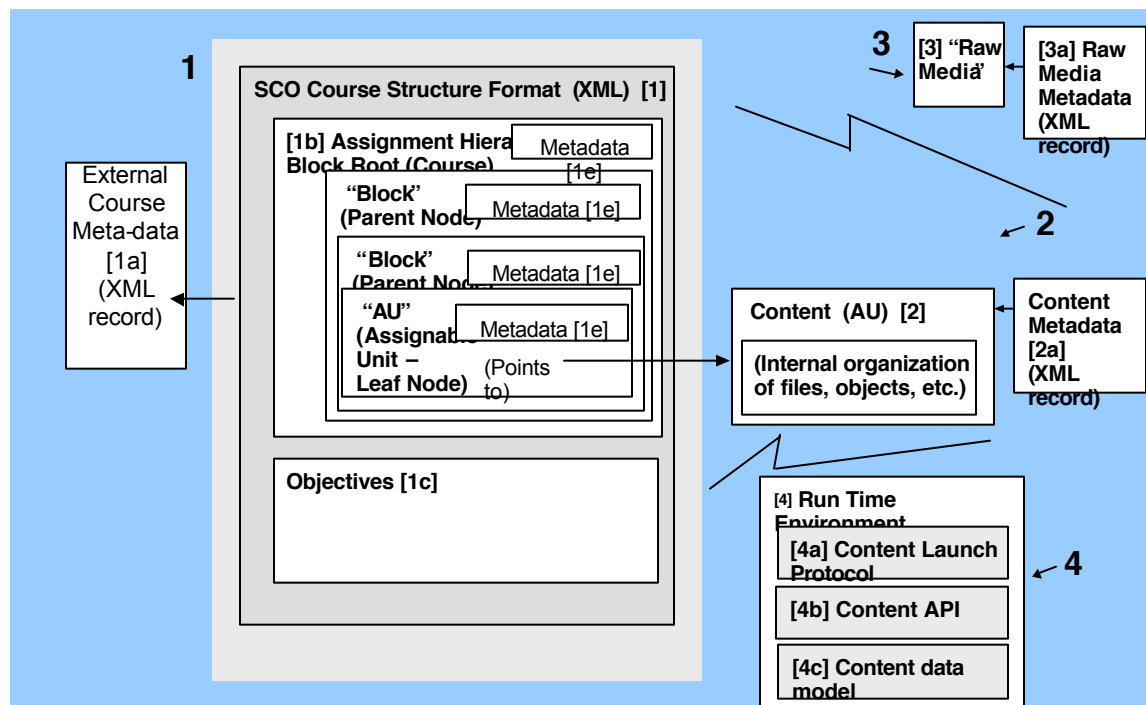 1
SCO Course Structure Format (XML) [1]
[1b] Assignment Hiera
Block Root (Course)
Metadata
[1e]
“Block”
(Parent Node)
Metadata [1e]
“Block”
(Parent Node)
Metadata [1e]
“AU”
(Assignable
Unit –
Leaf Node)
Metadata [1e]
(Points
to)
Objectives [1c]
External
Course
Meta-data
[1a]
(XML
record)
3
[3] “Raw
Media”
[3a] Raw
Media
Metadata
(XML
record)
2
Content (AU) [2]
(Internal organization
of files, objects, etc.)
Content
Metadata
[2a]
(XML
record)
[4] Run Time
Environment
[4a] Content Launch
Protocol
[4b] Content API
[4c] Content data
model
4